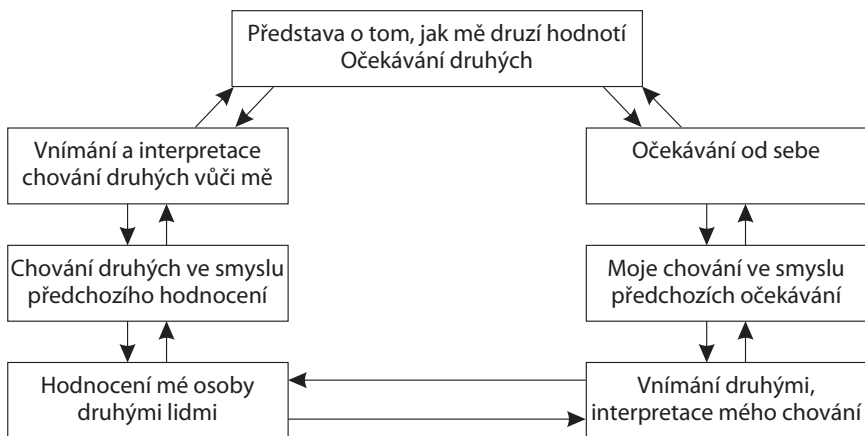 Představa o tom, jak mě druzí hodnotí
Očekávání druhých
Vnímání a interpretace
chování druhých vůči mě
Očekávání od sebe
Chování druhých ve smyslu
předchozího hodnocení
Moje chování ve smyslu
předchozích očekávání
Hodnocení mé osoby
druhými lidmi
Vnímání druhými,
interpretace mého chování